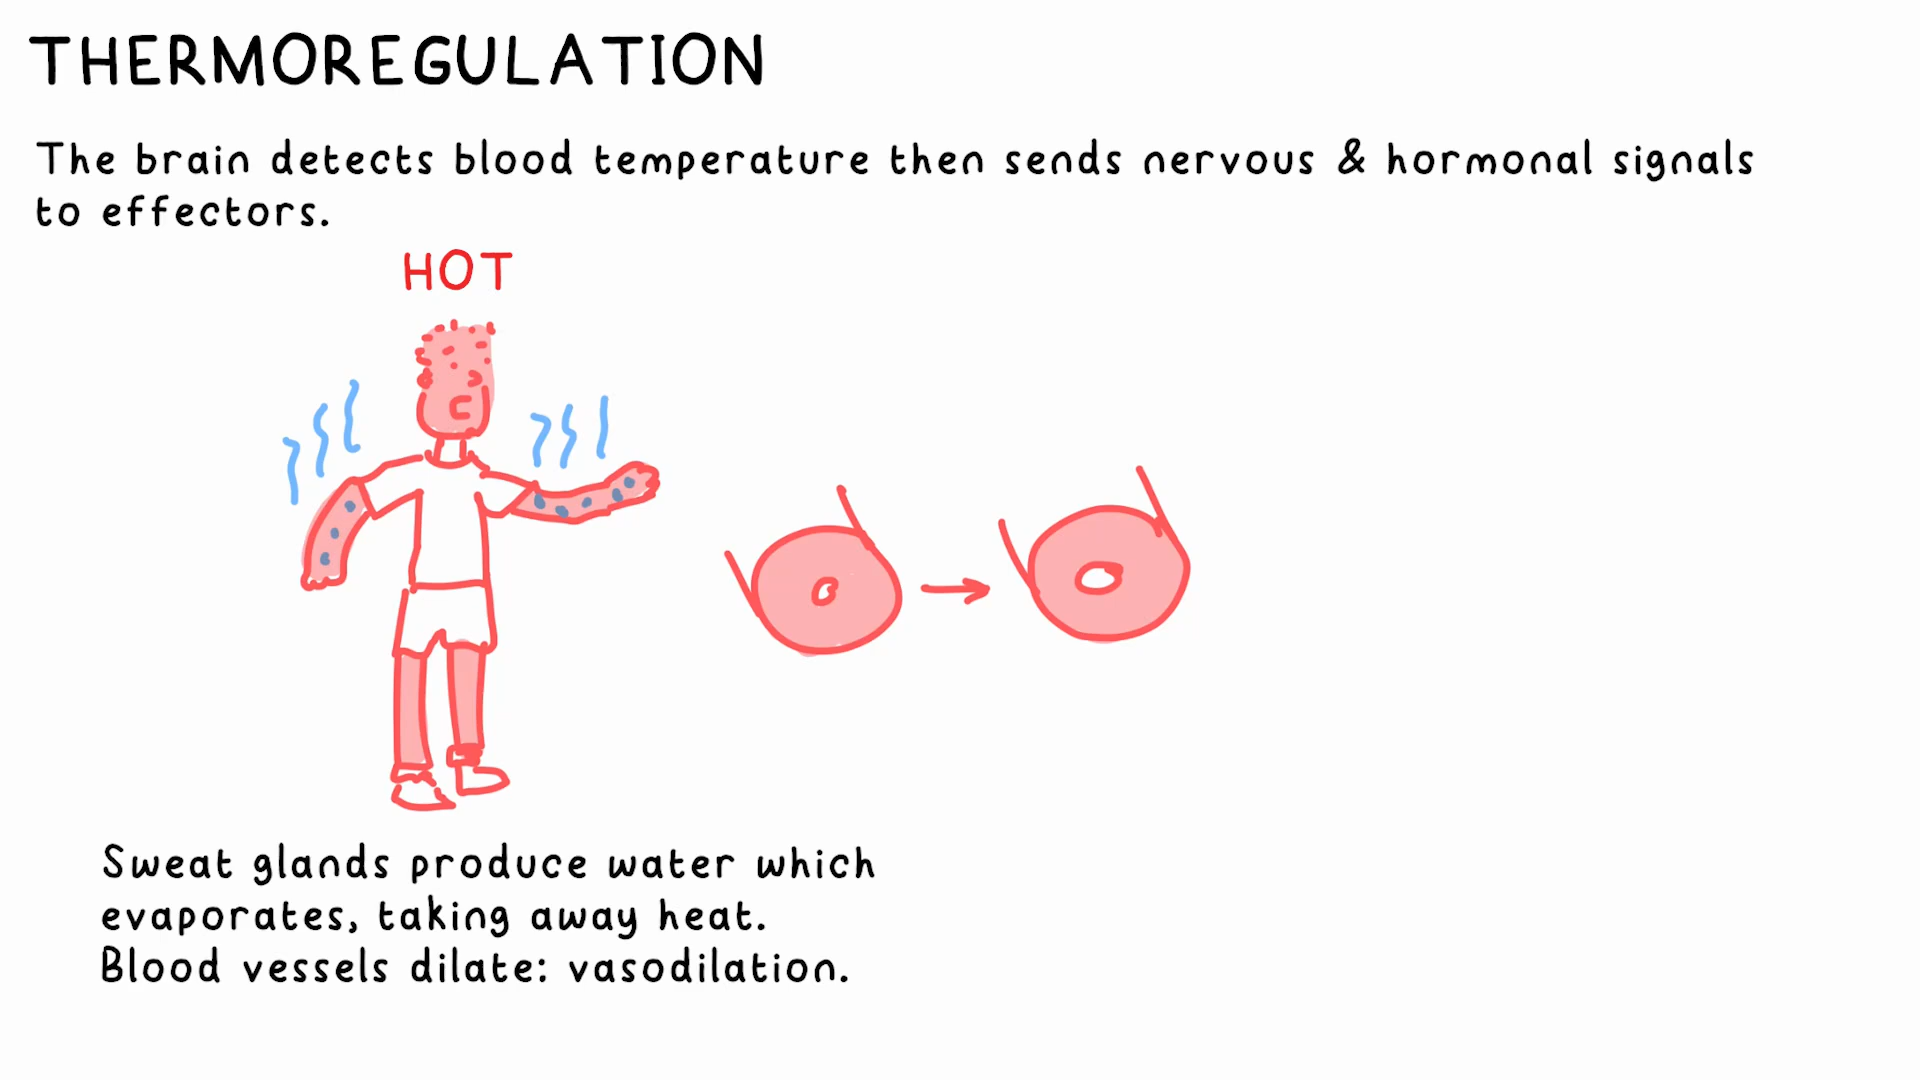 THERMOREGULATION
The brain detects blood temperature then sends nervous & hormonal signals
to effectors.
HOT
Sweat glands produce water which
evaporates, taking away heat.
Blood vessels dilate: vasodilation.